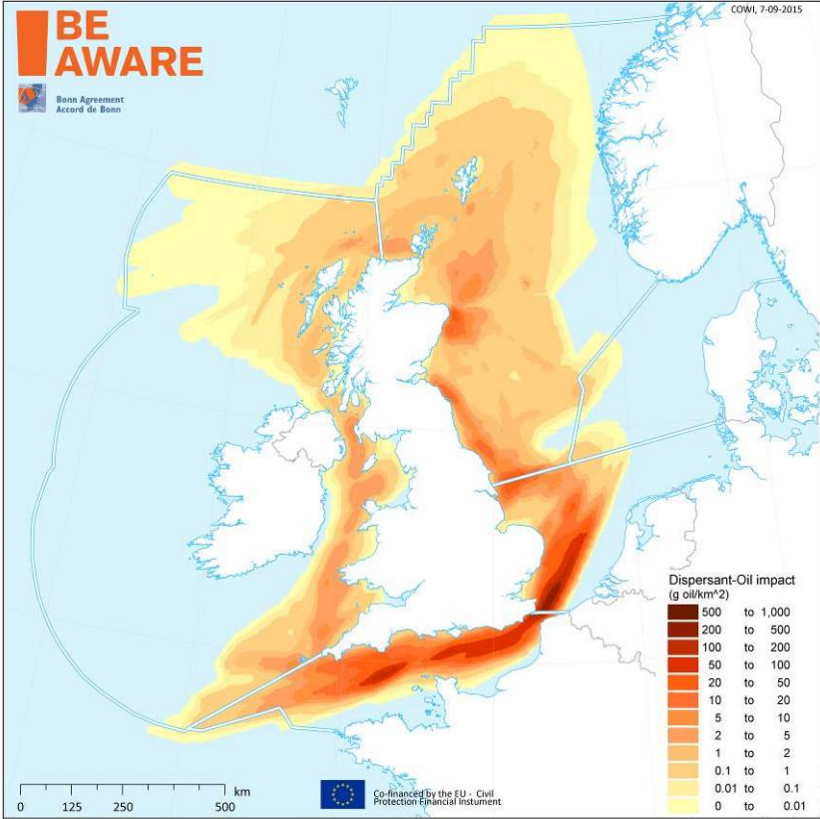 COWI, 7-09-2015
BE
AWARE
Bonn Agreement
Accord de Bonn
Dispersant-Oil impact
(g oil/km^2)
500 to 1,000
200 to 500
100 to 200
50 to 100
20 to 50
10 to 20
5 to 10
2 to 5
1 to 2
0.1 to 1
0.01 to 0.1
0 to 0.01
km
0 125 250 500
Co-financed by the EU - Civil
Protection Financial Instument